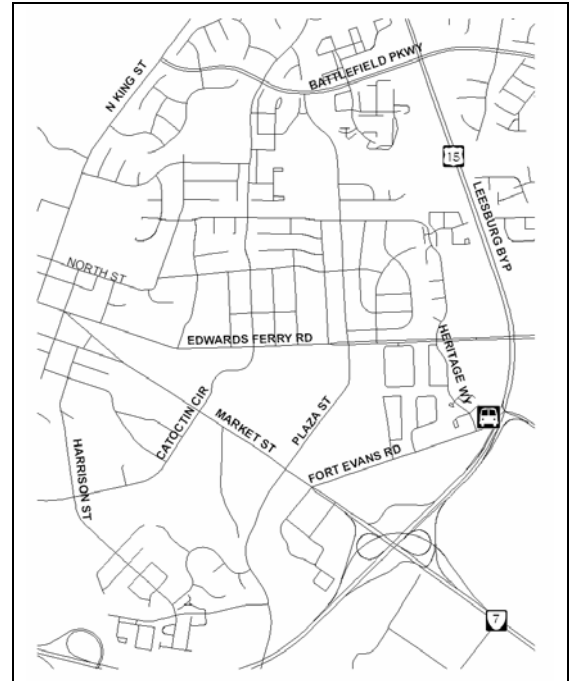 N KING ST
BATTLEFIELD PKWY
15
LEESBURG BYP
NORTH ST
EDWARDS FERRY RD
HERITAGE WY
CATOCTIN CIR
MARKET ST
PLAZA ST
HARRISON ST
FORT EVANS RD
7